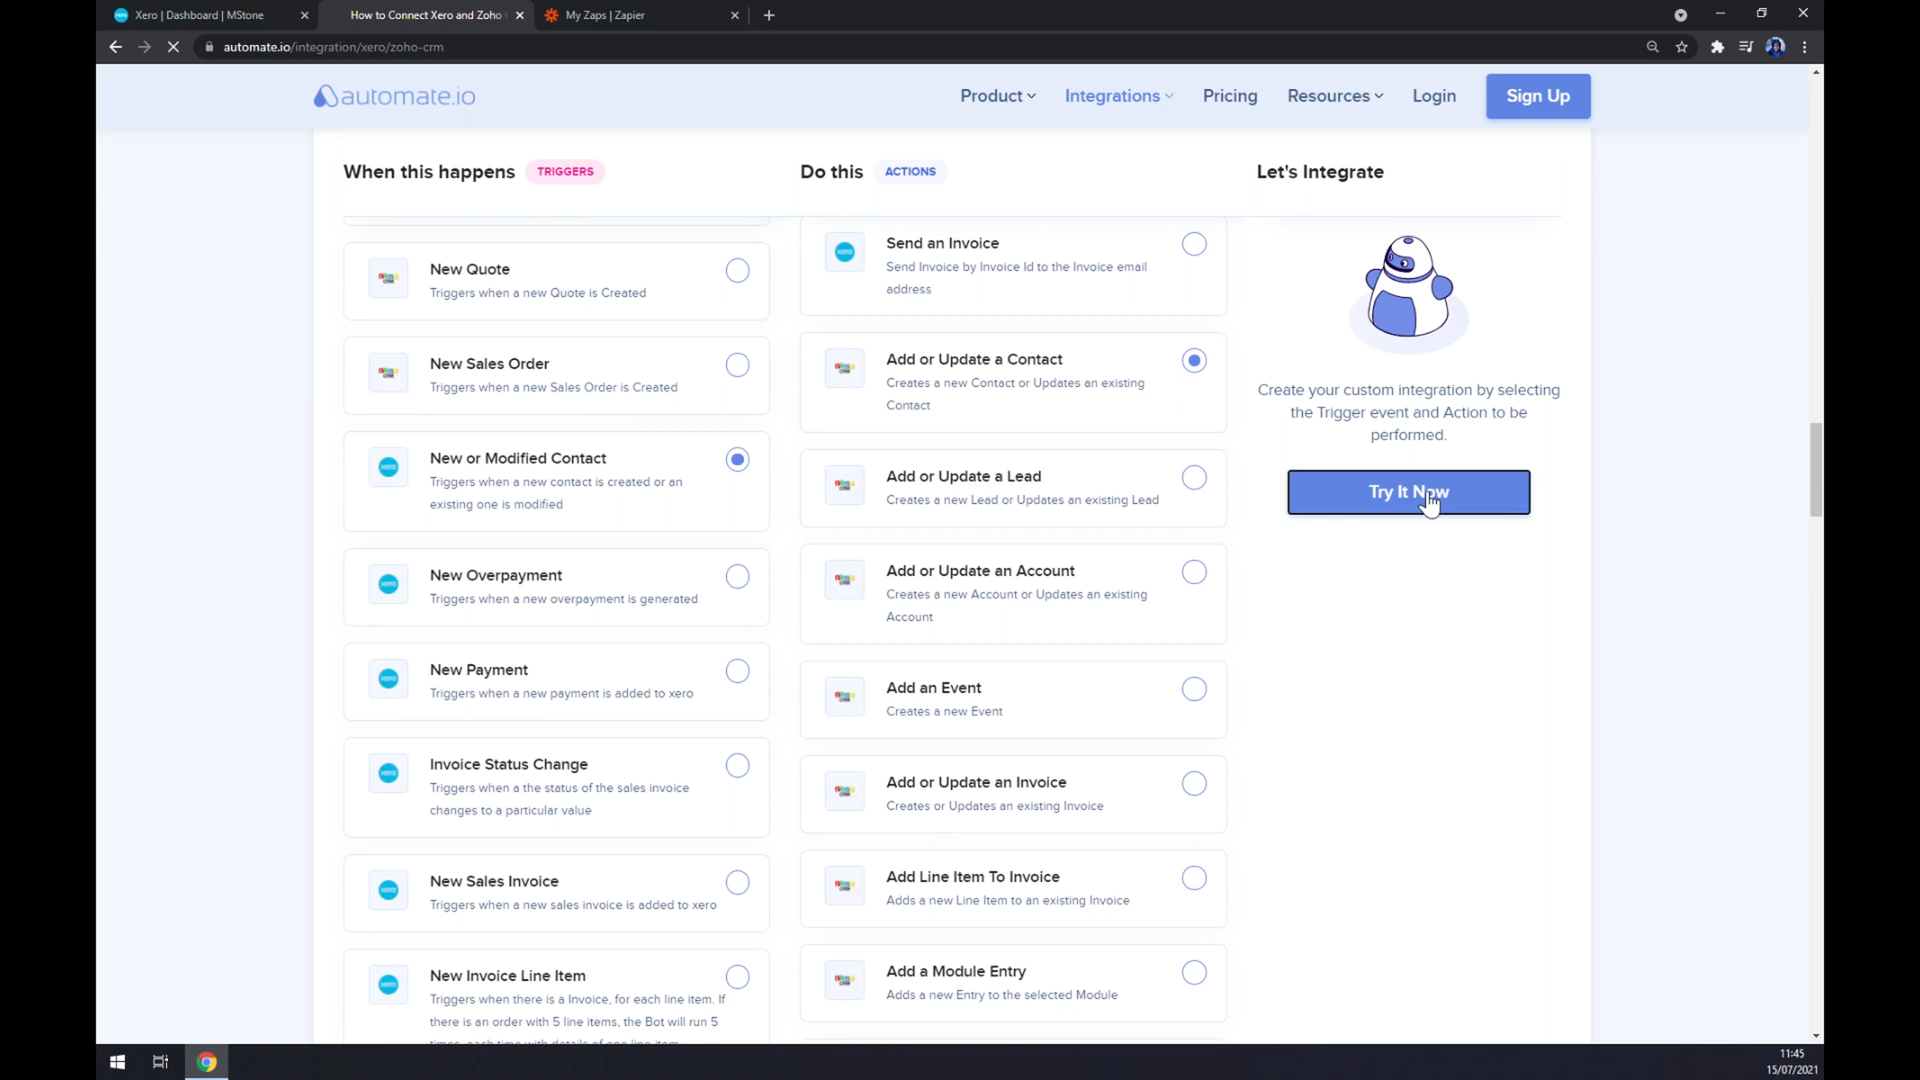 Xero | Dashboard | MStone
How to Connect Xero and Zoho
My Zaps | Zapier
automate.io/integration/xero/zoho-crm
automate.io
Product
Integrations
Pricing
Resources
Login
Sign Up
When this happens
TRIGGERS
Do this
ACTIONS
Let's Integrate
New Quote
Triggers when a new Quote is Created
New Sales Order
Triggers when a new Sales Order is Created
New or Modified Contact
Triggers when a new contact is created or an
existing one is modified
New Overpayment
Triggers when a new overpayment is generated
New Payment
Triggers when a new payment is added to xero
Invoice Status Change
Triggers when a the status of the sales invoice
changes to a particular value
New Sales Invoice
Triggers when a new sales invoice is added to xero
New Invoice Line Item
Triggers when there is a Invoice, for each line item. If
there is an order with 5 line items, the Bot will run 5
times, each time with details of one line item
Send an Invoice
Send Invoice by Invoice Id to the Invoice email
address
Add or Update a Contact
Creates a new Contact or Updates an existing
Contact
Add or Update a Lead
Creates a new Lead or Updates an existing Lead
Add or Update an Account
Creates a new Account or Updates an existing
Account
Add an Event
Creates a new Event
Add or Update an Invoice
Creates or Updates an existing Invoice
Add Line Item To Invoice
Adds a new Line Item to an existing Invoice
Add a Module Entry
Adds a new Entry to the selected Module
Create your custom integration by selecting
the Trigger event and Action to be
performed.
Try It Now
11:45
15/07/2021